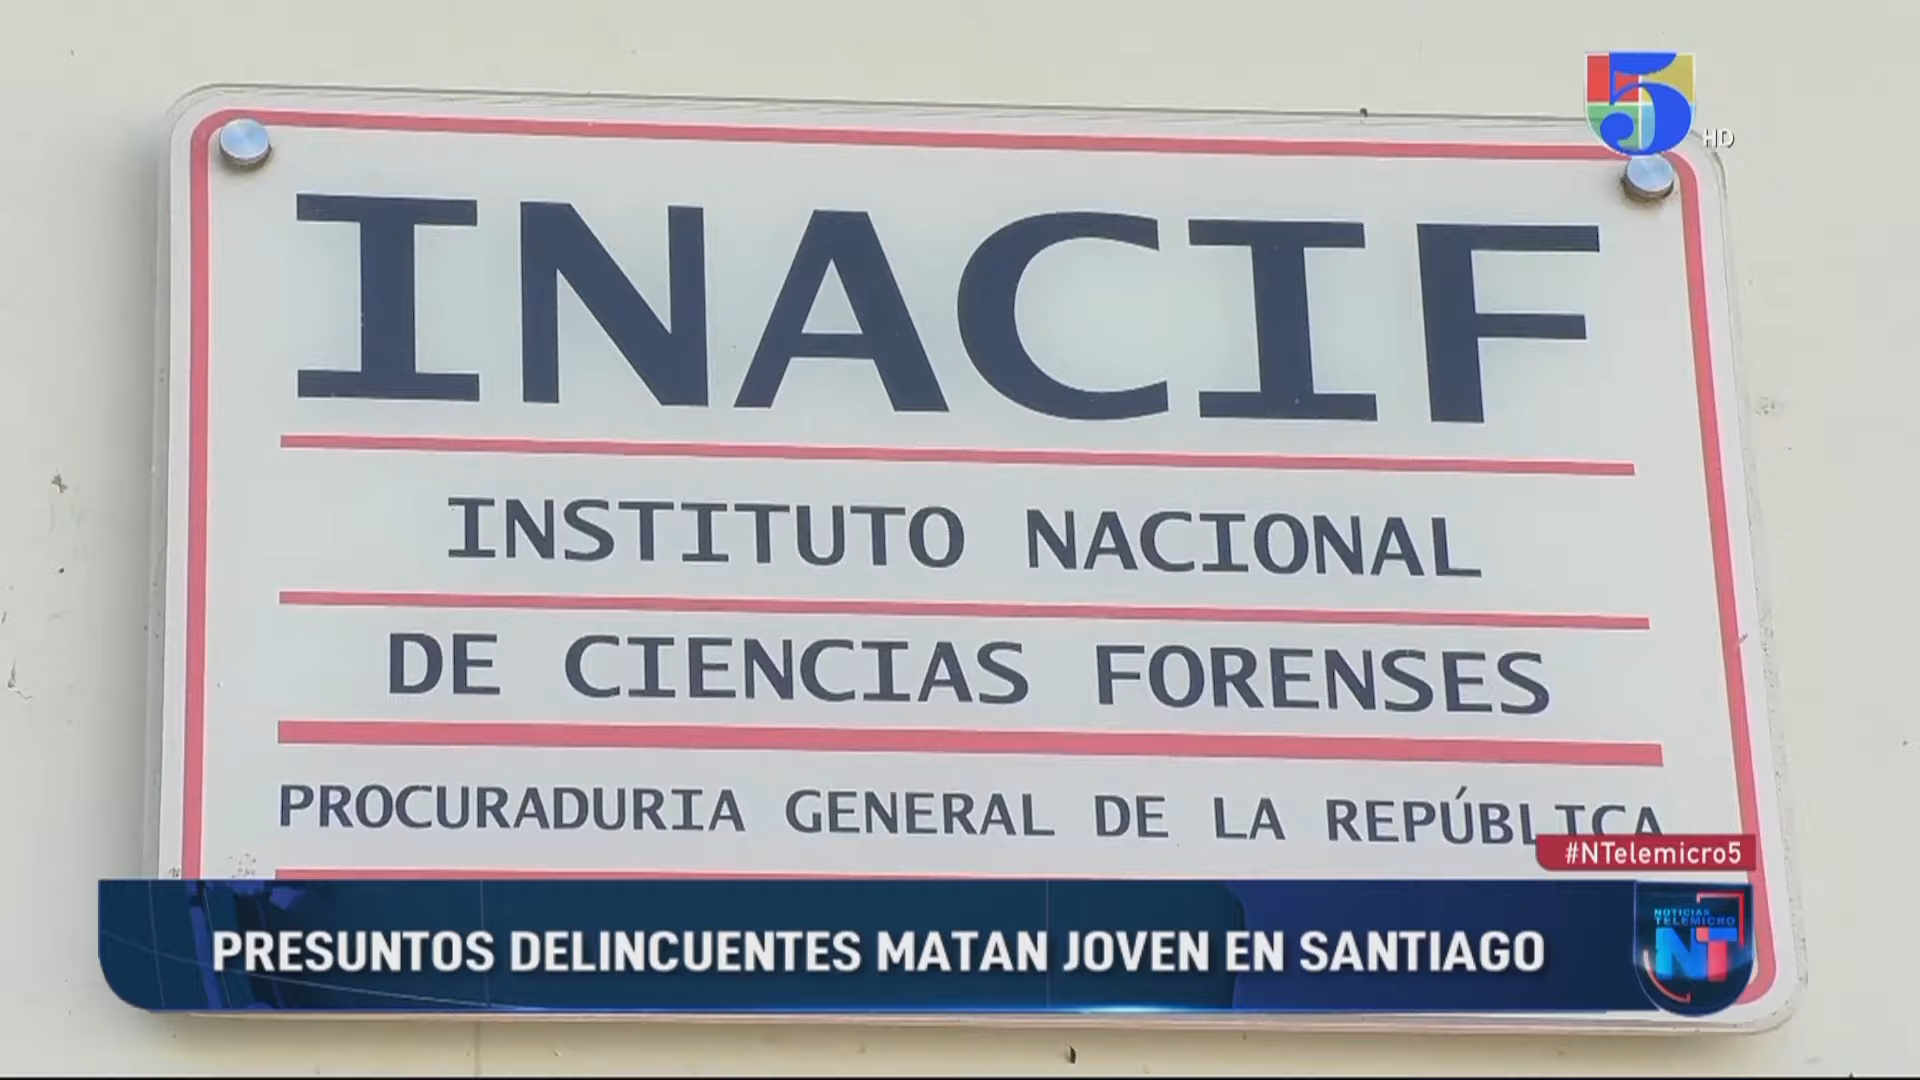 5
HD
INACIF
INSTITUTO NACIONAL
DE CIENCIAS FORENSES
PROCURADURIA GENERAL DE LA REPÚBLICA
#NTelemicro5
NOTICIAS
TELEMICRO
NT
PRESUNTOS DELINCUENTES MATAN JOVEN EN SANTIAGO